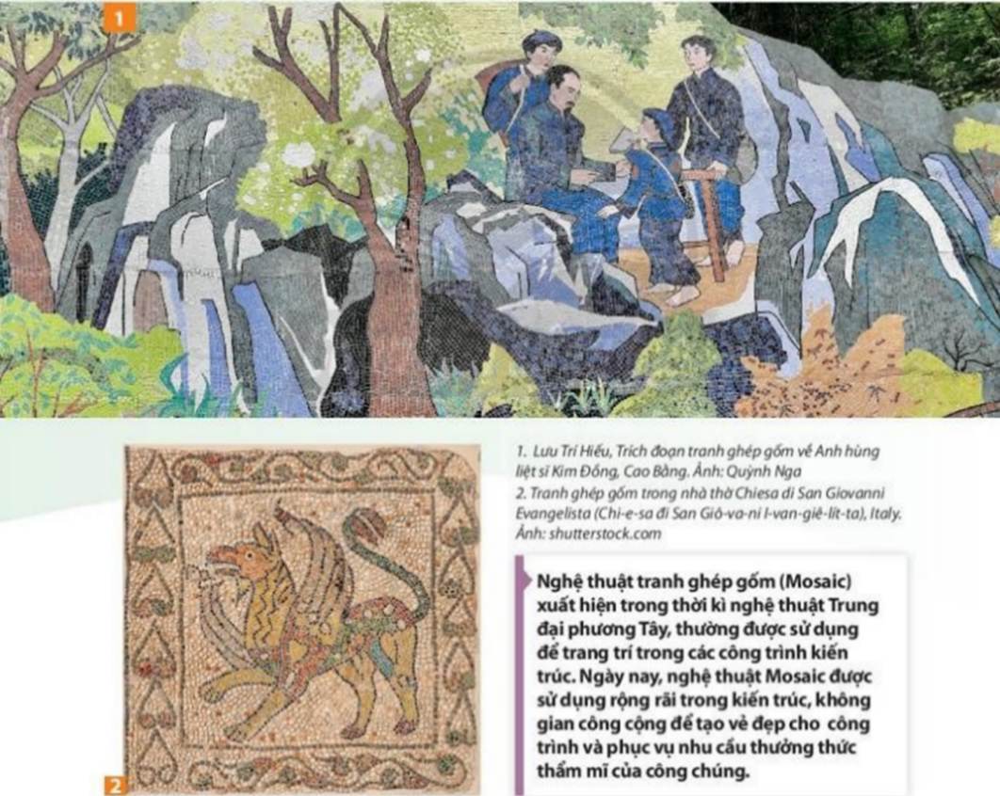 1
1. Lưu Trí Hiếu, Trích đoạn tranh ghép gốm về Anh hùng
liệt sĩ Kim Đồng, Cao Bằng. Ảnh: Quỳnh Nga
2. Tranh ghép gốm trong nhà thờ Chiesa di San Giovanni
Evangelista (Chi-e-sa đi San Giô-va-ni I-van-giê-lít-ta), Italy.
Ảnh: shutterstock.com
Nghệ thuật tranh ghép gốm (Mosaic)
xuất hiện trong thời kì nghệ thuật Trung
đại phương Tây, thường được sử dụng
để trang trí trong các công trình kiến
trúc. Ngày nay, nghệ thuật Mosaic được
sử dụng rộng rãi trong kiến trúc, không
gian công cộng để tạo vẻ đẹp cho công
trình và phục vụ nhu cầu thưởng thức
thẩm mĩ của công chúng.
2